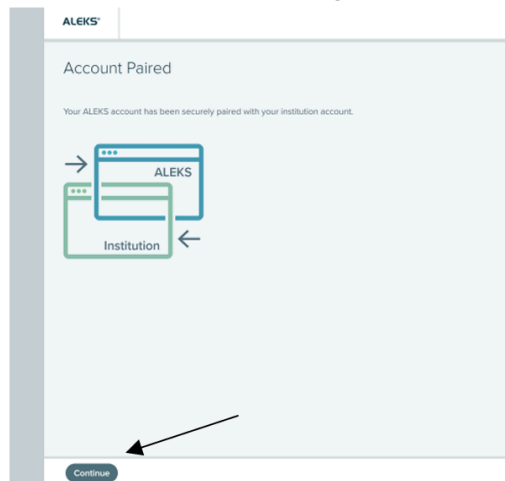 ALEKS®
Account Paired
Your ALEKS account has been securely paired with your institution account.
ALEKS
Institution
Continue